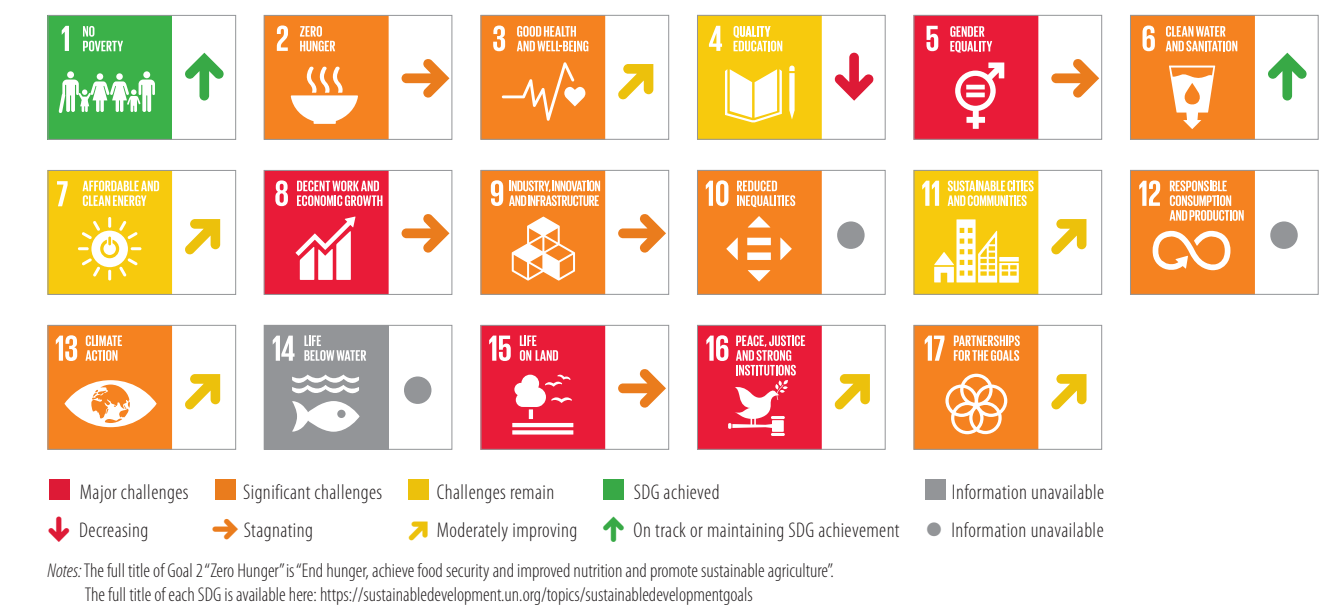 1 NO
POVERTY
2 ZERO
HUNGER
3 GOOD HEALTH
AND WELL-BEING
4 QUALITY
EDUCATION
5 GENDER
EQUALITY
6 CLEAN WATER
AND SANITATION
7 AFFORDABLE AND
CLEAN ENERGY
8 DECENT WORK AND
ECONOMIC GROWTH
9 INDUSTRY, INNOVATION
AND INFRASTRUCTURE
10 REDUCED
INEQUALITIES
11 SUSTAINABLE CITIES
AND COMMUNITIES
12 RESPONSIBLE
CONSUMPTION
AND PRODUCTION
13 CLIMATE
ACTION
14 LIFE
BELOW WATER
15 LIFE
ON LAND
16 PEACE, JUSTICE
AND STRONG
INSTITUTIONS
17 PARTNERSHIPS
FOR THE GOALS
Major challenges Significant challenges Challenges remain SDG achieved Information unavailable
Decreasing Stagnating Moderately improving On track or maintaining SDG achievement Information unavailable
Notes: The full title of Goal 2 “Zero Hunger” is “End hunger, achieve food security and improved nutrition and promote sustainable agriculture”.
The full title of each SDG is available here: https://sustainabledevelopment.un.org/topics/sustainabledevelopmentgoals